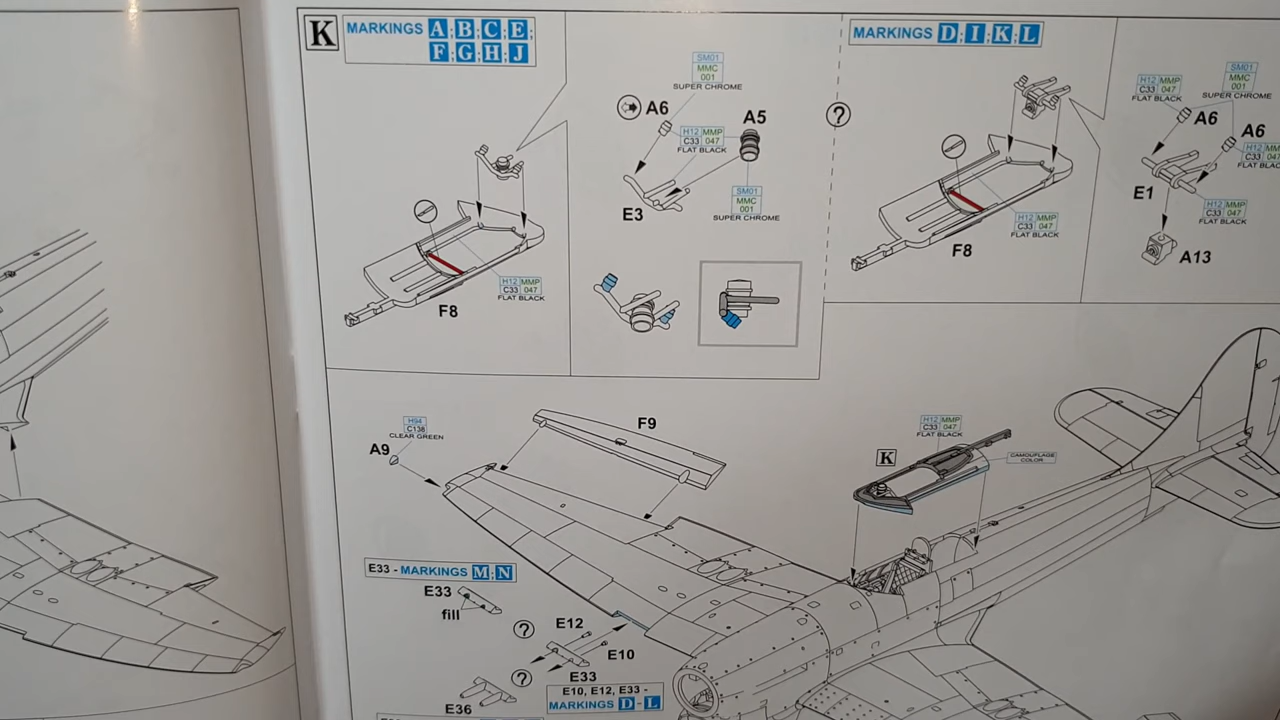 K
MARKINGS A;B;C;E;
F;G;H;J
SM01
MMC
001
SUPER CHROME
A6
A5
H12 MMP
C33 047
FLAT BLACK
E3
SM01
MMC
001
SUPER CHROME
F8
H12 MMP
C33 047
FLAT BLACK
?
MARKINGS D;I;K;L
H12 MMP
C33 047
FLAT BLACK
SM01
MMC
001
SUPER CHROME
A6
A6
H12 MM
C33 04
FLAT BLAC
E1
H12 MMP
C33 047
FLAT BLACK
A13
H12 MMP
C33 047
FLAT BLACK
F8
H94
C138
CLEAR GREEN
A9
F9
H12 MMP
C33 047
FLAT BLACK
K
CAMOUFLAGE
COLOR
E33 - MARKINGS M;N
E33
fill
?
E12
E10
?
E33
E36
E10, E12, E33 -
MARKINGS D-L